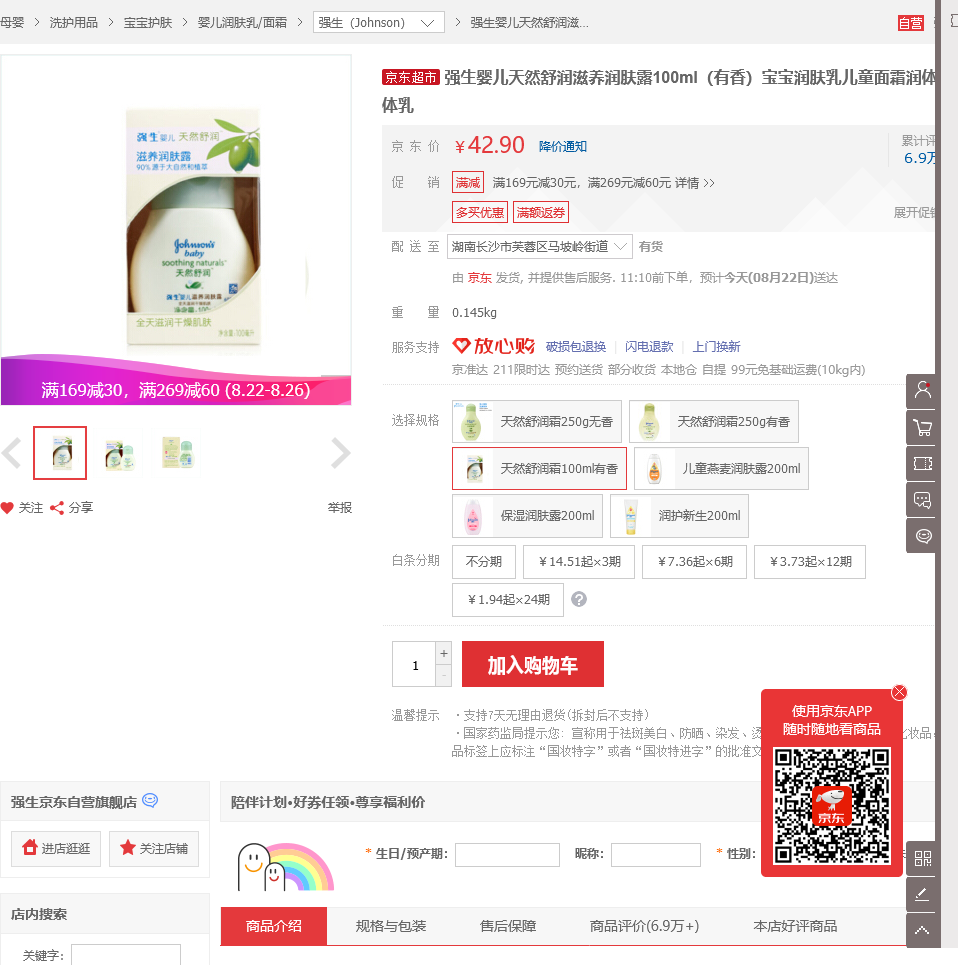 母婴 > 洗护用品 > 宝宝护肤 > 婴儿润肤乳/面霜 > 强生（Johnson） > 强生婴儿天然舒润滋... 自营
京东超市 强生婴儿天然舒润滋养润肤露100ml（有香）宝宝润肤乳儿童面霜润体
体乳
京东价 ￥42.90 降价通知 累计评
6.9万
促销 满减 满169元减30元，满269元减60元 详情 >>
多买优惠 满额返券 展开促销
配送至 湖南长沙市芙蓉区马坡岭街道 有货
由 京东 发货, 并提供售后服务. 11:10前下单，预计今天(08月22日)送达
重量 0.145kg
服务支持 放心购 破损包退换 闪电退款 上门换新
京准达 211限时达 预约送货 部分收货 本地仓 自提 99元免基础运费(10kg内)
强生婴儿 天然舒润
滋养润肤露
90%源于大自然和植萃
Johnson's
baby
soothing naturals
天然舒润
强生婴儿滋养润肤露
全天滋润干燥肌肤
净含量:100毫升
满169减30，满269减60 (8.22-8.26)
关注 分享 举报
选择规格 天然舒润霜250g无香 天然舒润霜250g有香
天然舒润霜100ml有香 儿童燕麦润肤露200ml
保湿润肤露200ml 润护新生200ml
白条分期 不分期 ￥14.51起×3期 ￥7.36起×6期 ￥3.73起×12期
￥1.94起×24期 ?
1 + - 加入购物车
温馨提示 ·支持7天无理由退货(拆封后不支持)
·国家药监局提示您：宣称用于祛斑美白、防晒、染发、 化妆品，
品标签上应标注“国妆特字”或者“国妆特进字”的批准文
使用京东APP
随时随地看商品
京东
强生京东自营旗舰店
进店逛逛 关注店铺
店内搜索
关键字:
陪伴计划•好券任领•尊享福利价
* 生日/预产期: 昵称: * 性别:
商品介绍 规格与包装 售后保障 商品评价(6.9万+) 本店好评商品